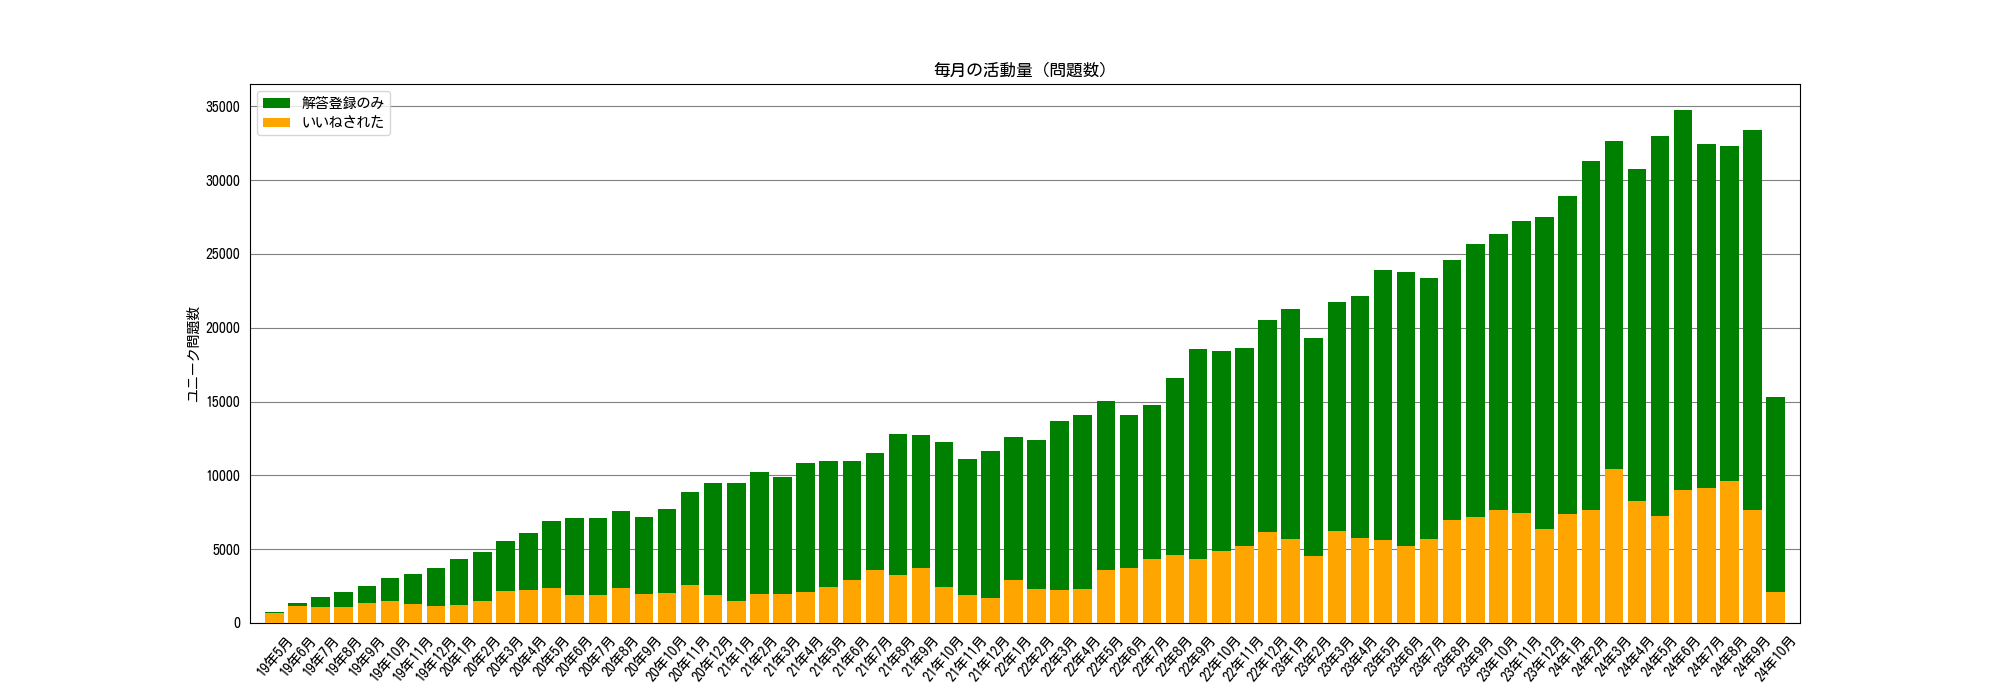 毎月の活動量（問題数）
解答登録のみ
いいねされた
ユニーク問題数
35000
30000
25000
20000
15000
10000
5000
0
19年5月
19年6月
19年7月
19年8月
19年9月
19年10月
19年11月
19年12月
20年1月
20年2月
20年3月
20年4月
20年5月
20年6月
20年7月
20年8月
20年9月
20年10月
20年11月
20年12月
21年1月
21年2月
21年3月
21年4月
21年5月
21年6月
21年7月
21年8月
21年9月
21年10月
21年11月
21年12月
22年1月
22年2月
22年3月
22年4月
22年5月
22年6月
22年7月
22年8月
22年9月
22年10月
22年11月
22年12月
23年1月
23年2月
23年3月
23年4月
23年5月
23年6月
23年7月
23年8月
23年9月
23年10月
23年11月
23年12月
24年1月
24年2月
24年3月
24年4月
24年5月
24年6月
24年7月
24年8月
24年9月
24年10月